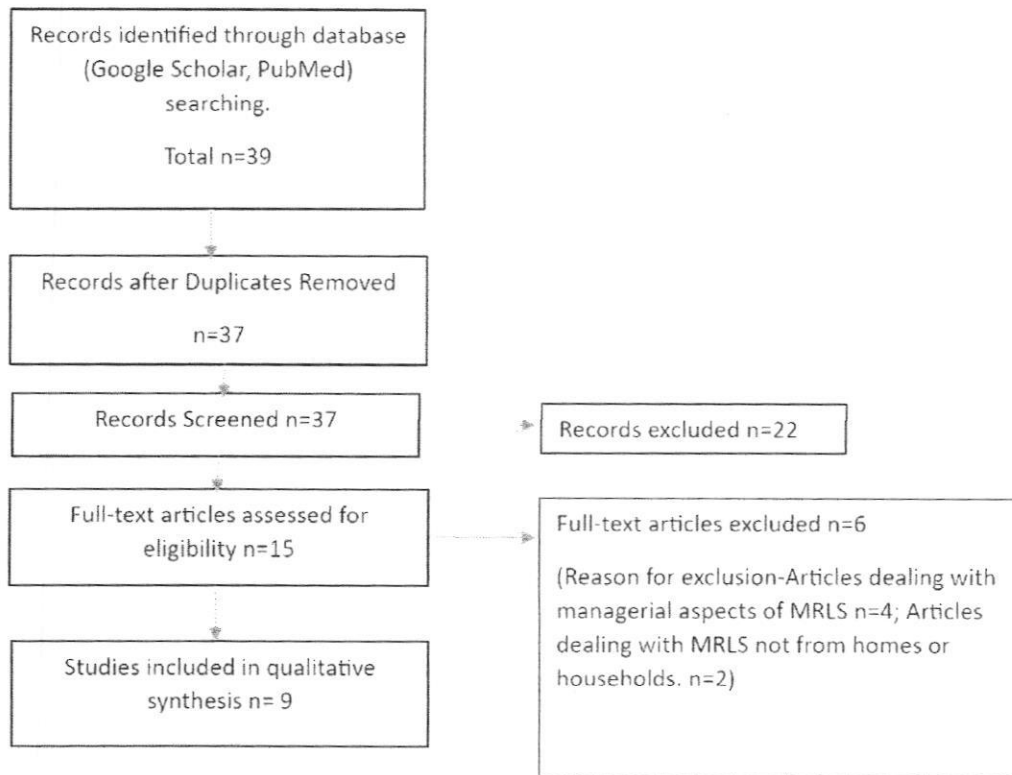 Records identified through database
(Google Scholar, PubMed)
searching.
Total n=39
Records after Duplicates Removed
n=37
Records Screened n=37
Records excluded n=22
Full-text articles assessed for
eligibility n=15
Full-text articles excluded n=6
(Reason for exclusion-Articles dealing with
managerial aspects of MRLS n=4; Articles
dealing with MRLS not from homes or
households. n=2)
Studies included in qualitative
synthesis n= 9